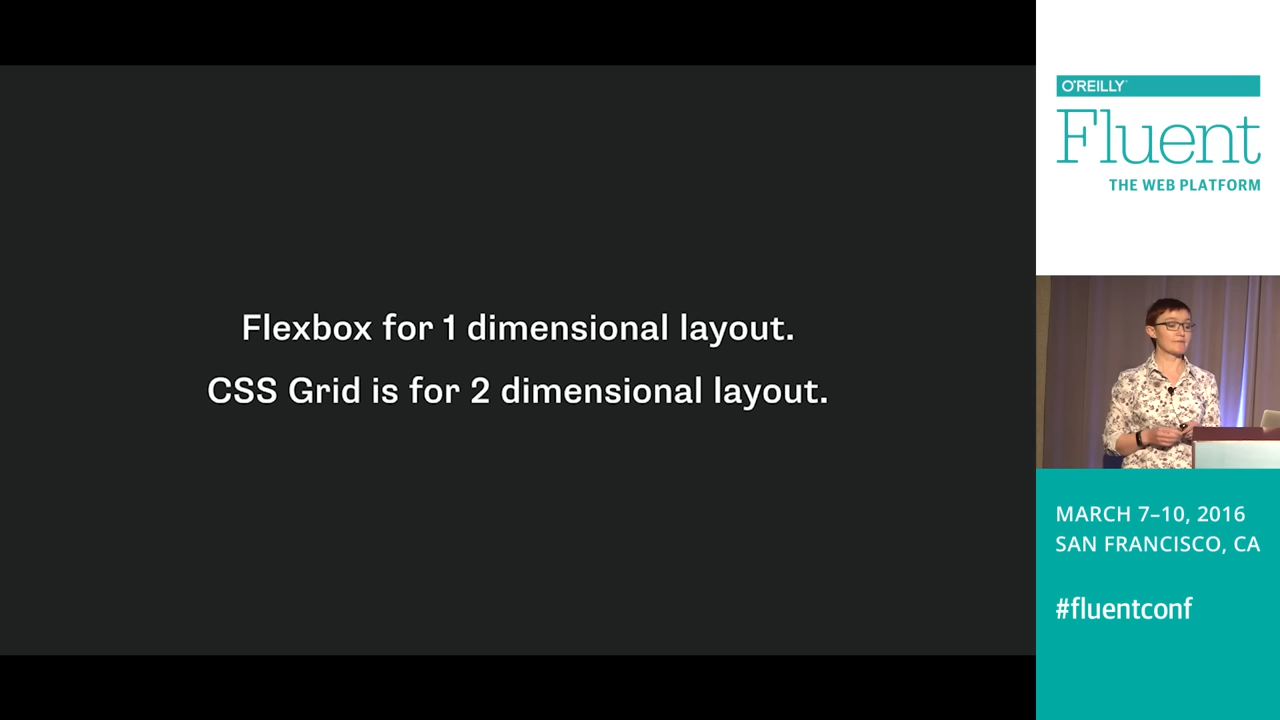 Flexbox for 1 dimensional layout.
CSS Grid is for 2 dimensional layout.
O'REILLY™
Fluent
THE WEB PLATFORM
MARCH 7–10, 2016
SAN FRANCISCO, CA
#fluentconf